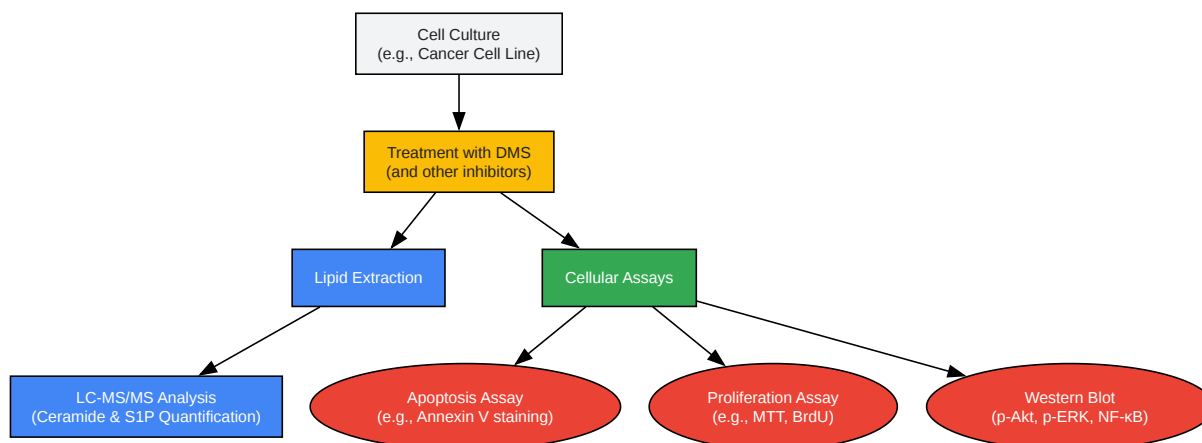 Cell Culture
(e.g., Cancer Cell Line)
Treatment with DMS
(and other inhibitors)
Lipid Extraction
Cellular Assays
LC-MS/MS Analysis
(Ceramide & S1P Quantification)
Apoptosis Assay
(e.g., Annexin V staining)
Proliferation Assay
(e.g., MTT, BrdU)
Western Blot
(p-Akt, p-ERK, NF-κB)